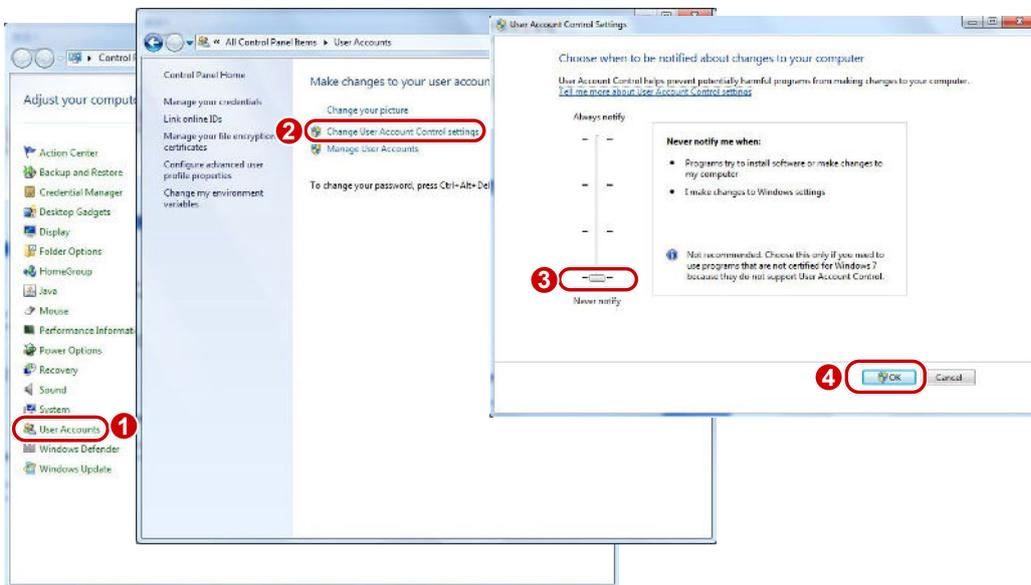 Control
Adjust your compute
Action Center
Backup and Restore
Credential Manager
Desktop Gadgets
Display
Folder Options
HomeGroup
Java
Mouse
Performance Informat
Power Options
Recovery
Sound
System
User Accounts
1
Windows Defender
Windows Update
« All Control Panel Items ▸ User Accounts
Control Panel Home
Manage your credentials
Link online IDs
Manage your file encryption
certificates
Configure advanced user
profile properties
Change my environment
variables
Make changes to your user accoun
Change your picture
2
Change User Account Control settings
Manage User Accounts
To change your password, press Ctrl+Alt+Del
User Account Control Settings
Choose when to be notified about changes to your computer
User Account Control helps prevent potentially harmful programs from making changes to your computer.
Tell me more about User Account Control settings
Always notify
Never notify me when:
• Programs try to install software or make changes to
my computer
• I make changes to Windows settings
Not recommended. Choose this only if you need to
use programs that are not certified for Windows 7
because they do not support User Account Control.
3
Never notify
4
OK
Cancel